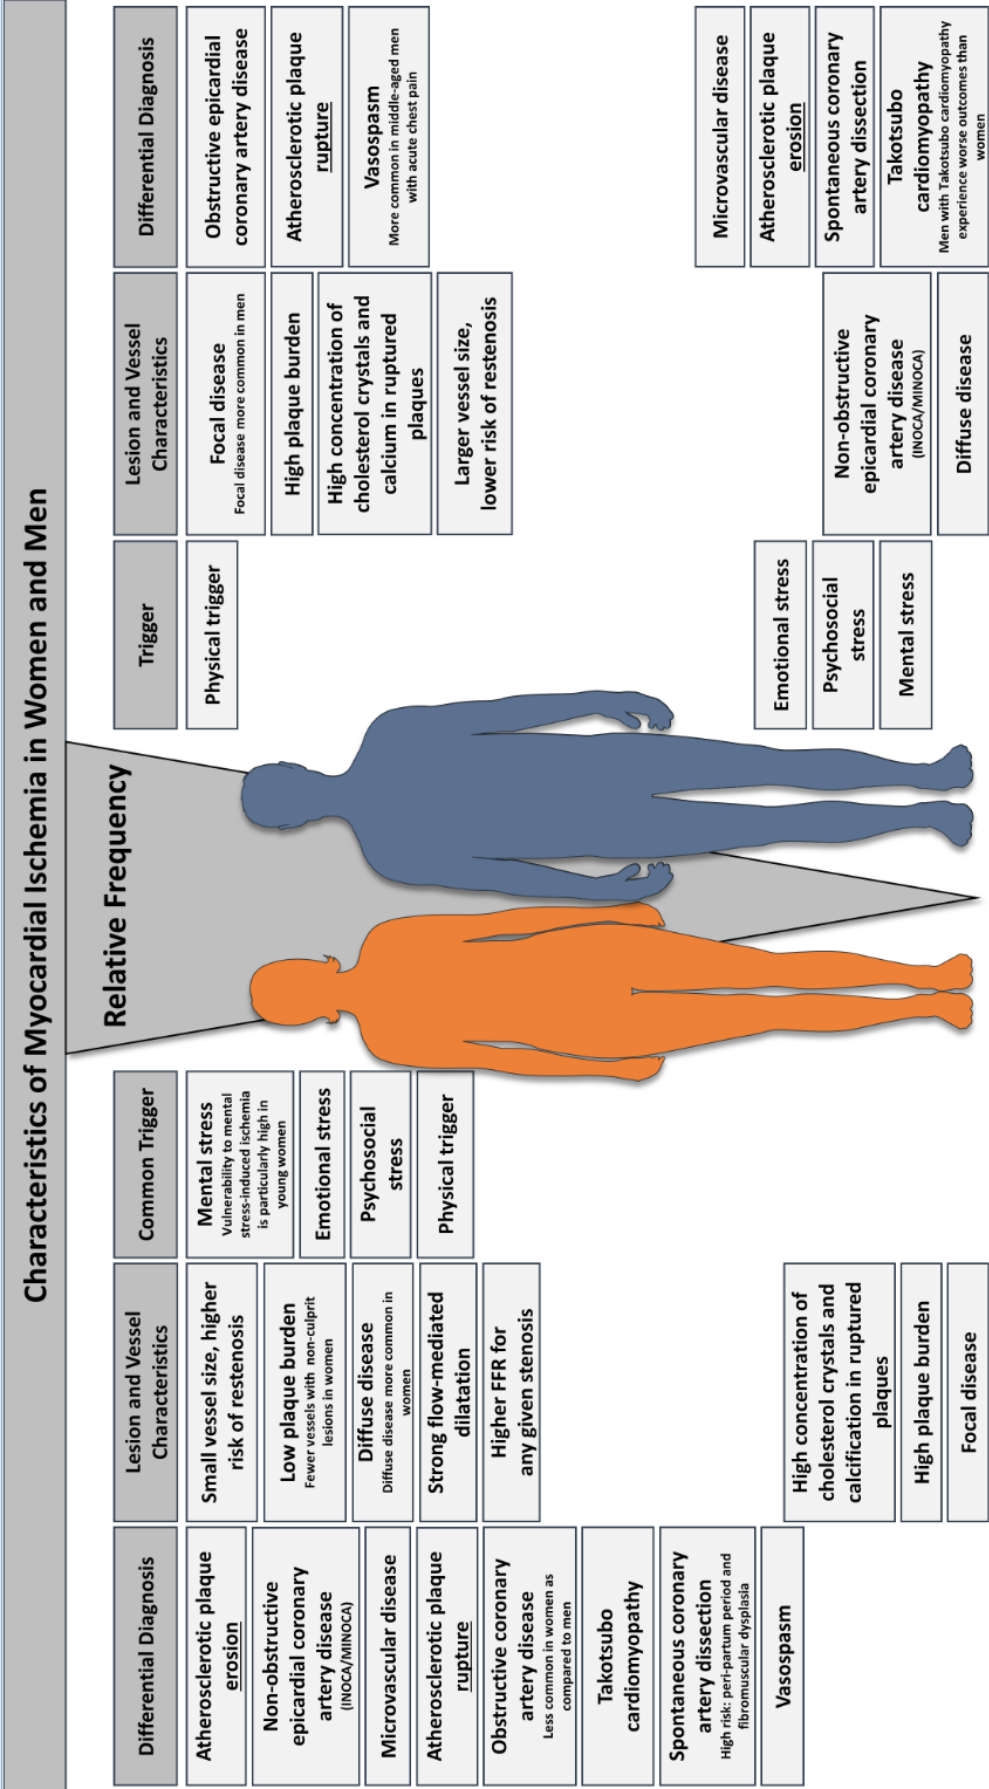 Characteristics of Myocardial Ischemia in Women and Men
Differential Diagnosis
Atherosclerotic plaque
erosion
Non-obstructive
epicardial coronary
artery disease
(INOCA/MINOCA)
Microvascular disease
Atherosclerotic plaque
rupture
Obstructive coronary
artery disease
Less common in women as
compared to men
Takotsubo
cardiomyopathy
Spontaneous coronary
artery dissection
High risk: peri-partum period and
fibromuscular dysplasia
Vasospasm
Lesion and Vessel
Characteristics
Small vessel size, higher
risk of restenosis
Low plaque burden
Fewer vessels with non-culprit
lesions in women
Diffuse disease
Diffuse disease more common in
women
Strong flow-mediated
dilatation
Higher FFR for
any given stenosis
High concentration of
cholesterol crystals and
calcification in ruptured
plaques
High plaque burden
Focal disease
Common Trigger
Mental stress
Vulnerability to mental
stress-induced ischemia
is particularly high in
young women
Emotional stress
Psychosocial
stress
Physical trigger
Relative Frequency
Trigger
Physical trigger
Emotional stress
Psychosocial
stress
Mental stress
Lesion and Vessel
Characteristics
Focal disease
Focal disease more common in men
High plaque burden
High concentration of
cholesterol crystals and
calcium in ruptured
plaques
Larger vessel size,
lower risk of restenosis
Non-obstructive
epicardial coronary
artery disease
(INOCA/MINOCA)
Diffuse disease
Differential Diagnosis
Obstructive epicardial
coronary artery disease
Atherosclerotic plaque
rupture
Vasospasm
More common in middle-aged men
with acute chest pain
Microvascular disease
Atherosclerotic plaque
erosion
Spontaneous coronary
artery dissection
Takotsubo
cardiomyopathy
Men with Takotsubo cardiomyopathy
experience worse outcomes than
women